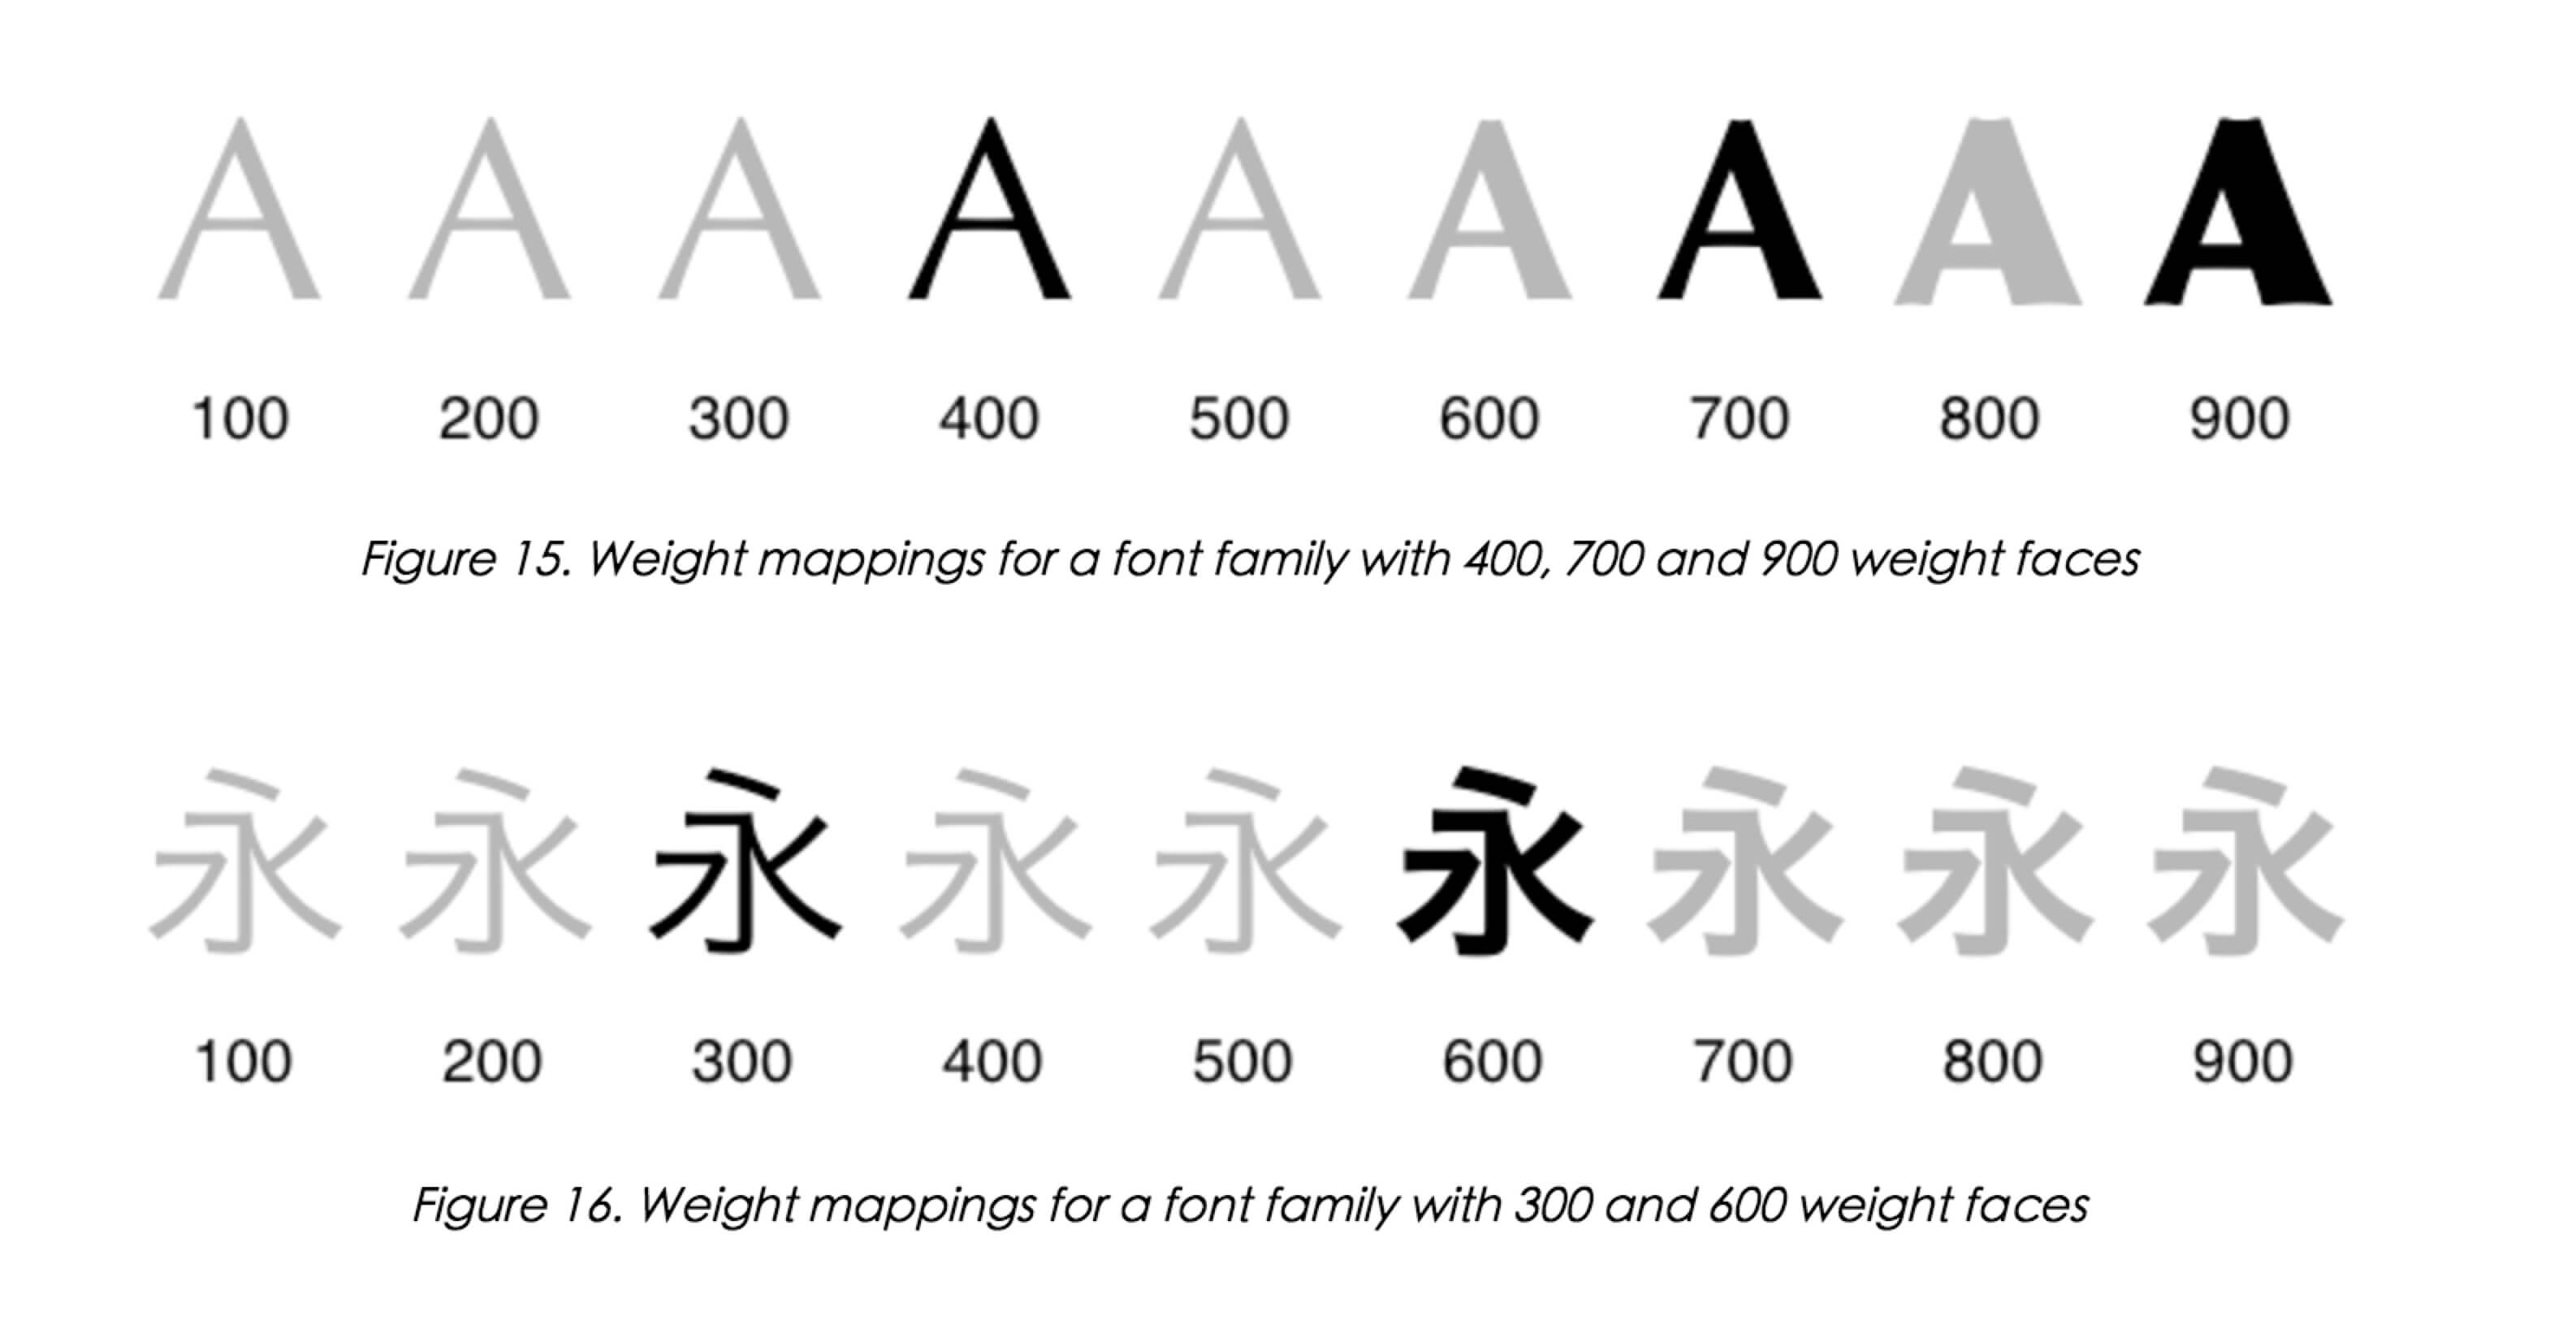 A A A A A A A A A
100 200 300 400 500 600 700 800 900
Figure 15. Weight mappings for a font family with 400, 700 and 900 weight faces
永 永 永 永 永 永 永 永 永
100 200 300 400 500 600 700 800 900
Figure 16. Weight mappings for a font family with 300 and 600 weight faces